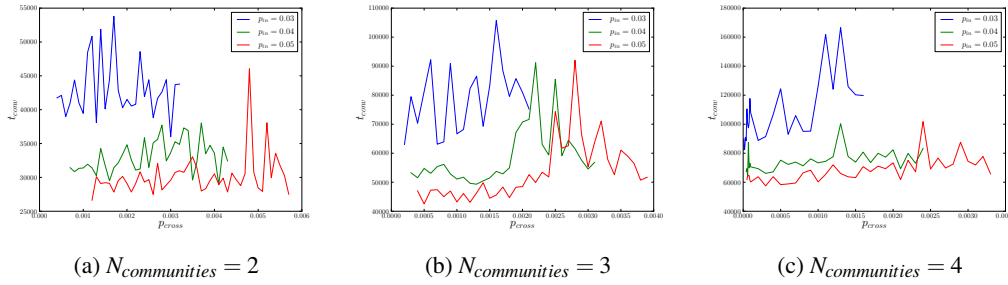 55000
50000
45000
40000
35000
30000
25000
t_conv
0.000 0.001 0.002 0.003 0.004 0.005 0.006
p_cross
p_in = 0.03
p_in = 0.04
p_in = 0.05
(a) N_communities = 2
110000
100000
90000
80000
70000
60000
50000
40000
t_conv
0.0000 0.0005 0.0010 0.0015 0.0020 0.0025 0.0030 0.0035 0.0040
p_cross
p_in = 0.03
p_in = 0.04
p_in = 0.05
(b) N_communities = 3
180000
160000
140000
120000
100000
80000
60000
40000
t_conv
0.0000 0.0005 0.0010 0.0015 0.0020 0.0025 0.0030 0.0035
p_cross
p_in = 0.03
p_in = 0.04
p_in = 0.05
(c) N_communities = 4